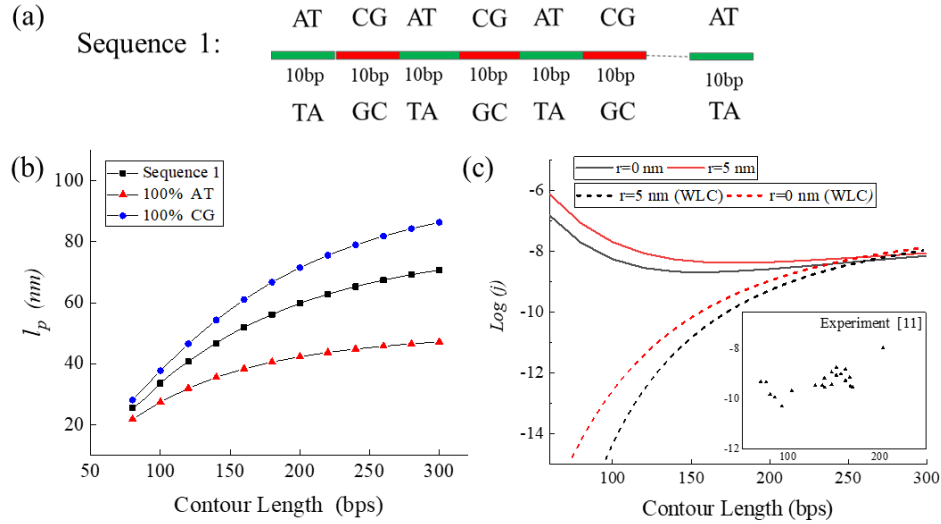 (a)
AT CG AT CG AT CG AT
Sequence 1:
10bp 10bp 10bp 10bp 10bp 10bp 10bp
TA GC TA GC TA GC TA
(b)
100
80
60
40
20
l_p (nm)
Sequence 1
100% AT
100% CG
50 100 150 200 250 300
Contour Length (bps)
(c)
r=0 nm r=5 nm
r=5 nm (WLC) r=0 nm (WLC)
-6
-8
-10
-12
-14
Log (j)
Experiment [11]
-8
-10
-12
100 200
100 150 200 250 300
Contour Length (bps)